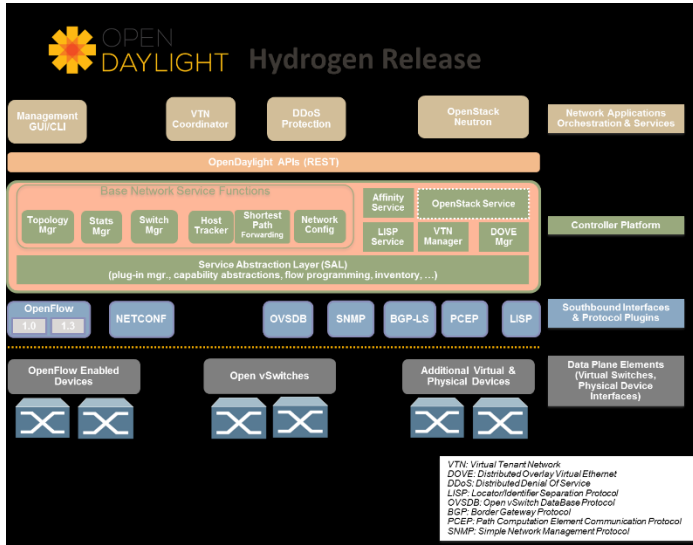 OPEN
DAYLIGHT
Hydrogen Release
Management
GUI/CLI
VTN
Coordinator
DDoS
Protection
OpenStack
Neutron
Network Applications
Orchestration & Services
OpenDaylight APIs (REST)
Base Network Service Functions
Topology
Mgr
Stats
Mgr
Switch
Mgr
Host
Tracker
Shortest
Path
Forwarding
Network
Config
Affinity
Service
OpenStack Service
LISP
Service
VTN
Manager
DOVE
Mgr
Controller Platform
Service Abstraction Layer (SAL)
(plug-in mgr., capability abstractions, flow programming, inventory, …)
OpenFlow
1.0
1.3
NETCONF
OVSDB
SNMP
BGP-LS
PCEP
LISP
Southbound Interfaces
& Protocol Plugins
OpenFlow Enabled
Devices
Open vSwitches
Additional Virtual &
Physical Devices
Data Plane Elements
(Virtual Switches,
Physical Device
Interfaces)
VTN: Virtual Tenant Network
DOVE: Distributed Overlay Virtual Ethernet
DDoS: Distributed Denial Of Service
LISP: Locator/Identifier Separation Protocol
OVSDB: Open vSwitch DataBase Protocol
BGP: Border Gateway Protocol
PCEP: Path Computation Element Communication Protocol
SNMP: Simple Network Management Protocol